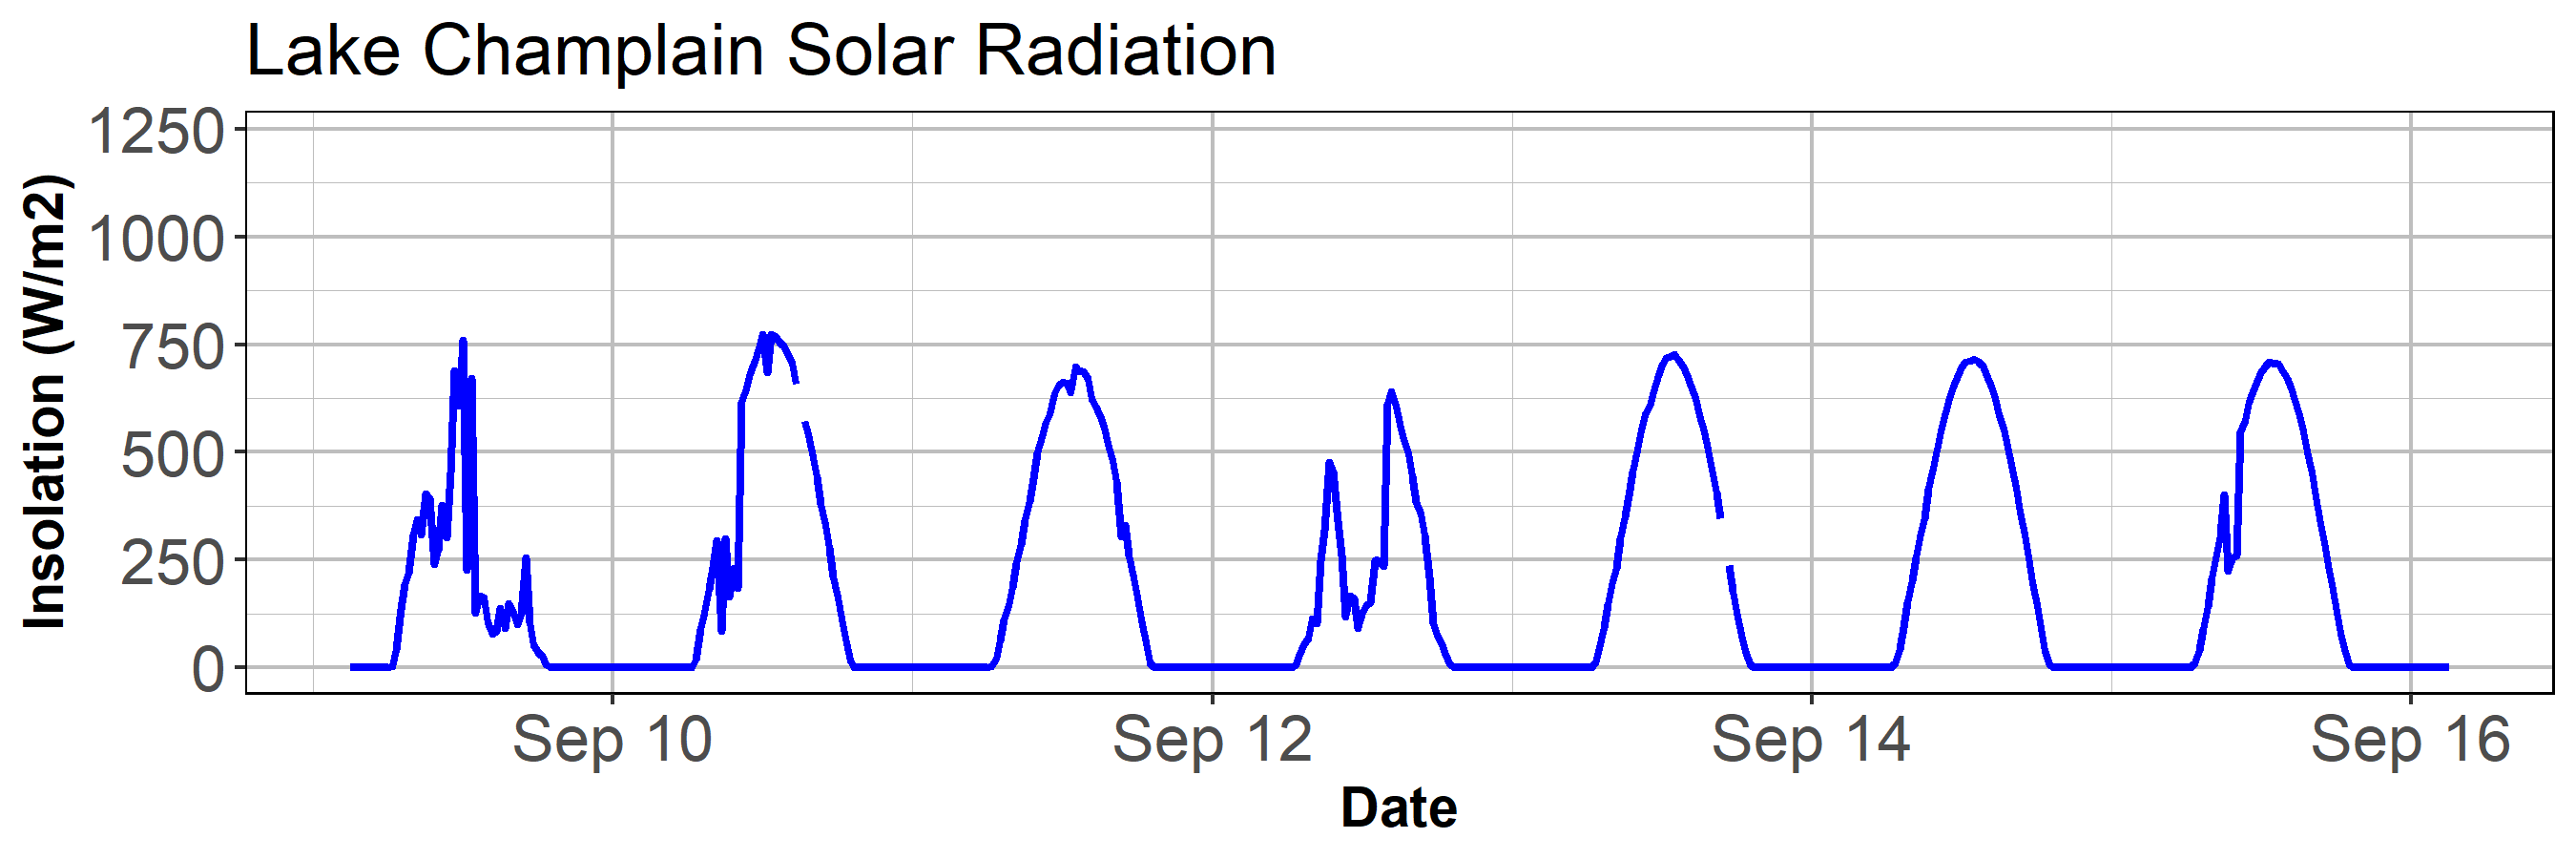 Lake Champlain Solar Radiation
1250
1000
750
500
250
0
Insolation (W/m2)
Sep 10
Sep 12
Sep 14
Sep 16
Date